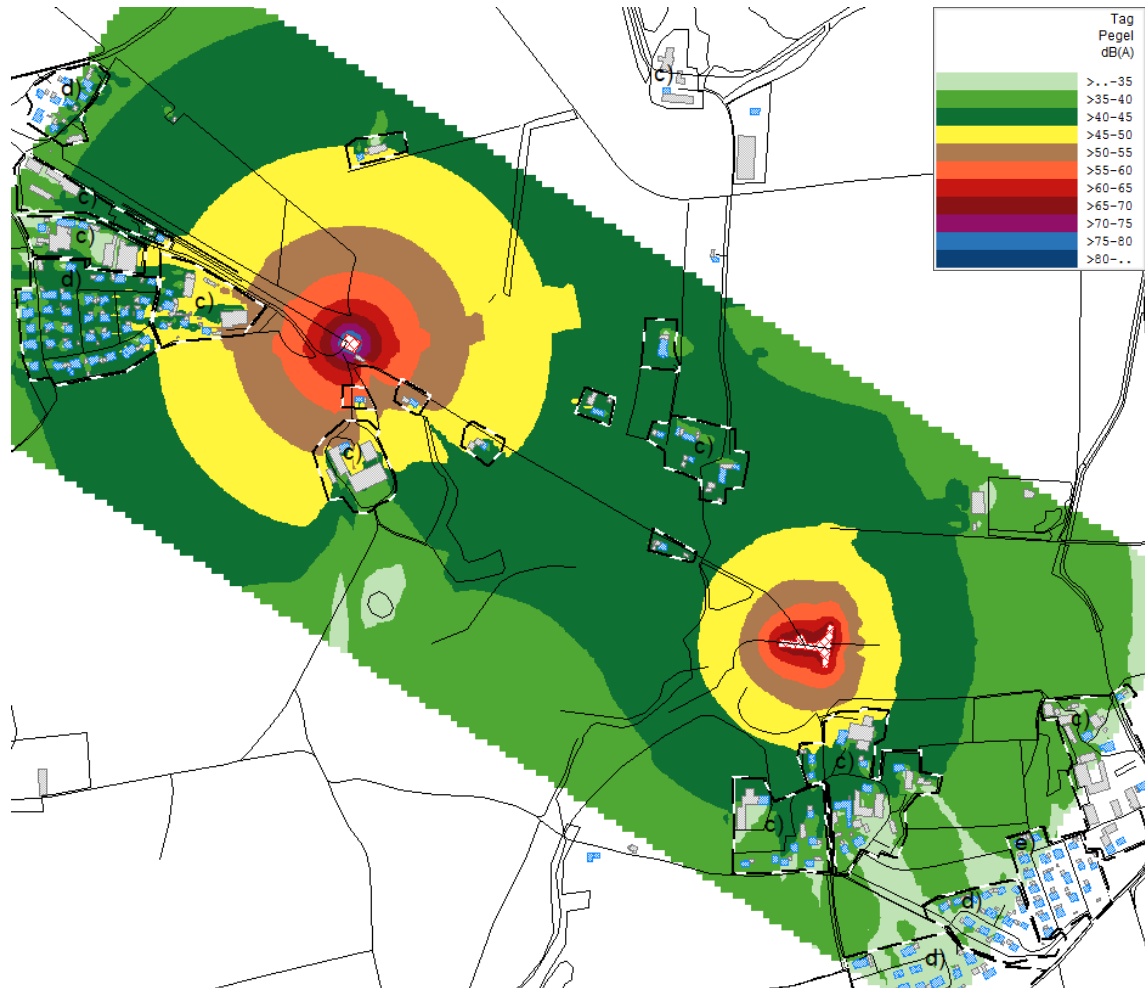 Tag
Pegel
dB(A)
>..-35
>35-40
>40-45
>45-50
>50-55
>55-60
>60-65
>65-70
>70-75
>75-80
>80-..
c)
d)
c)
c)
d)
c)
c)
c)
c)
c)
c)
e)
d)
d)